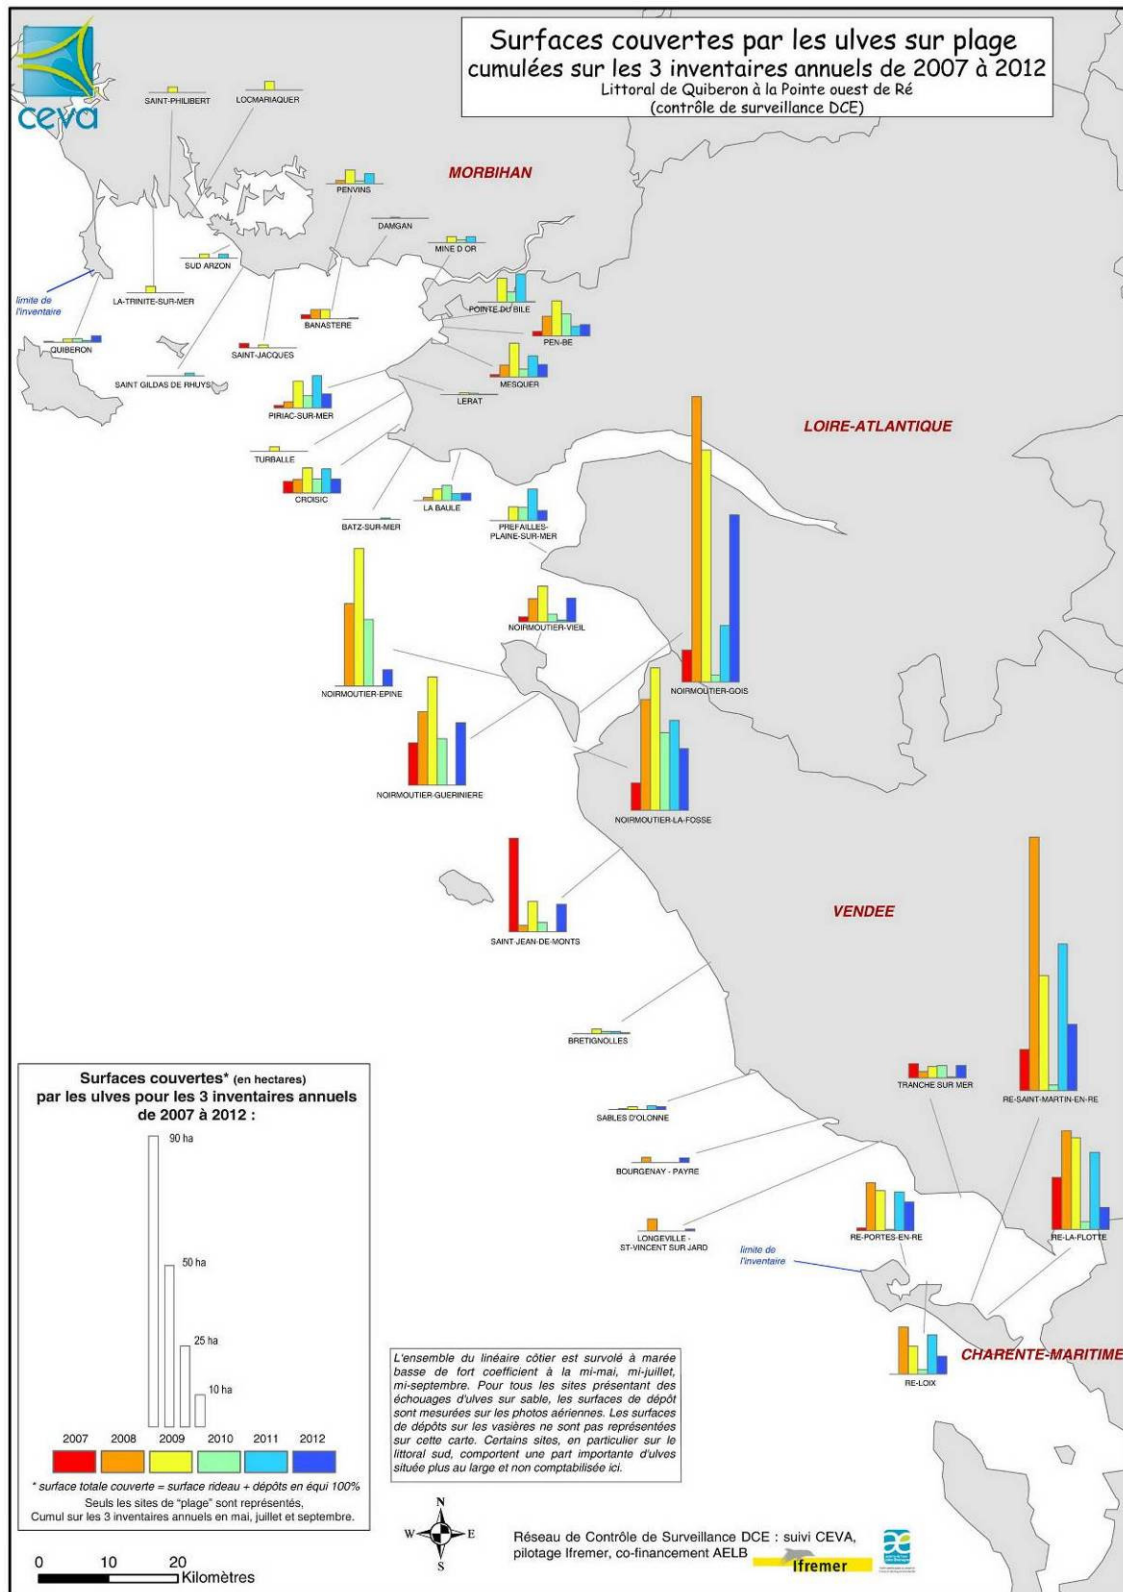 ceva
Surfaces couvertes par les ulves sur plage
cumulées sur les 3 inventaires annuels de 2007 à 2012
Littoral de Quiberon à la Pointe ouest de Ré
(contrôle de surveillance DCE)
SAINT-PHILIBERT
LOCMARIAQUER
MORBIHAN
PENVINS
DAMGAN
MINE D OR
SUD ARZON
limite de
l'inventaire
LA-TRINITE-SUR-MER
POINTE DU BILE
BANASTERE
PEN-BE
QUIBERON
SAINT-JACQUES
SAINT GILDAS DE RHUYS
MESQUER
LERAT
PIRIAC-SUR-MER
LOIRE-ATLANTIQUE
TURBALLE
CROISIC
LA BAULE
BATZ-SUR-MER
PREFAILLES-
PLAINE-SUR-MER
NOIRMOUTIER-VIEIL
NOIRMOUTIER-EPINE
NOIRMOUTIER-GOIS
NOIRMOUTIER-GUERINIERE
NOIRMOUTIER-LA-FOSSE
VENDEE
SAINT-JEAN-DE-MONTS
BRETIGNOLLES
TRANCHE SUR MER
RE-SAINT-MARTIN-EN-RE
SABLES D'OLONNE
BOURGENAY - PAYRE
LONGEVILLE -
ST-VINCENT SUR JARD
RE-PORTES-EN-RE
RE-LA-FLOTTE
limite de
l'inventaire
RE-LOIX
CHARENTE-MARITIME
Surfaces couvertes* (en hectares)
par les ulves pour les 3 inventaires annuels
de 2007 à 2012 :
90 ha
50 ha
25 ha
10 ha
2007 2008 2009 2010 2011 2012
* surface totale couverte = surface rideau + dépôts en équi 100%
Seuls les sites de "plage" sont représentés,
Cumul sur les 3 inventaires annuels en mai, juillet et septembre.
L'ensemble du linéaire côtier est survolé à marée
basse de fort coefficient à la mi-mai, mi-juillet,
mi-septembre. Pour tous les sites présentant des
échouages d'ulves sur sable, les surfaces de dépôt
sont mesurées sur les photos aériennes. Les surfaces
de dépôts sur les vasières ne sont pas représentées
sur cette carte. Certains sites, en particulier sur le
littoral sud, comportent une part importante d'ulves
située plus au large et non comptabilisée ici.
N
W E
S
Réseau de Contrôle de Surveillance DCE : suivi CEVA,
pilotage Ifremer, co-financement AELB
Ifremer
0 10 20
Kilomètres